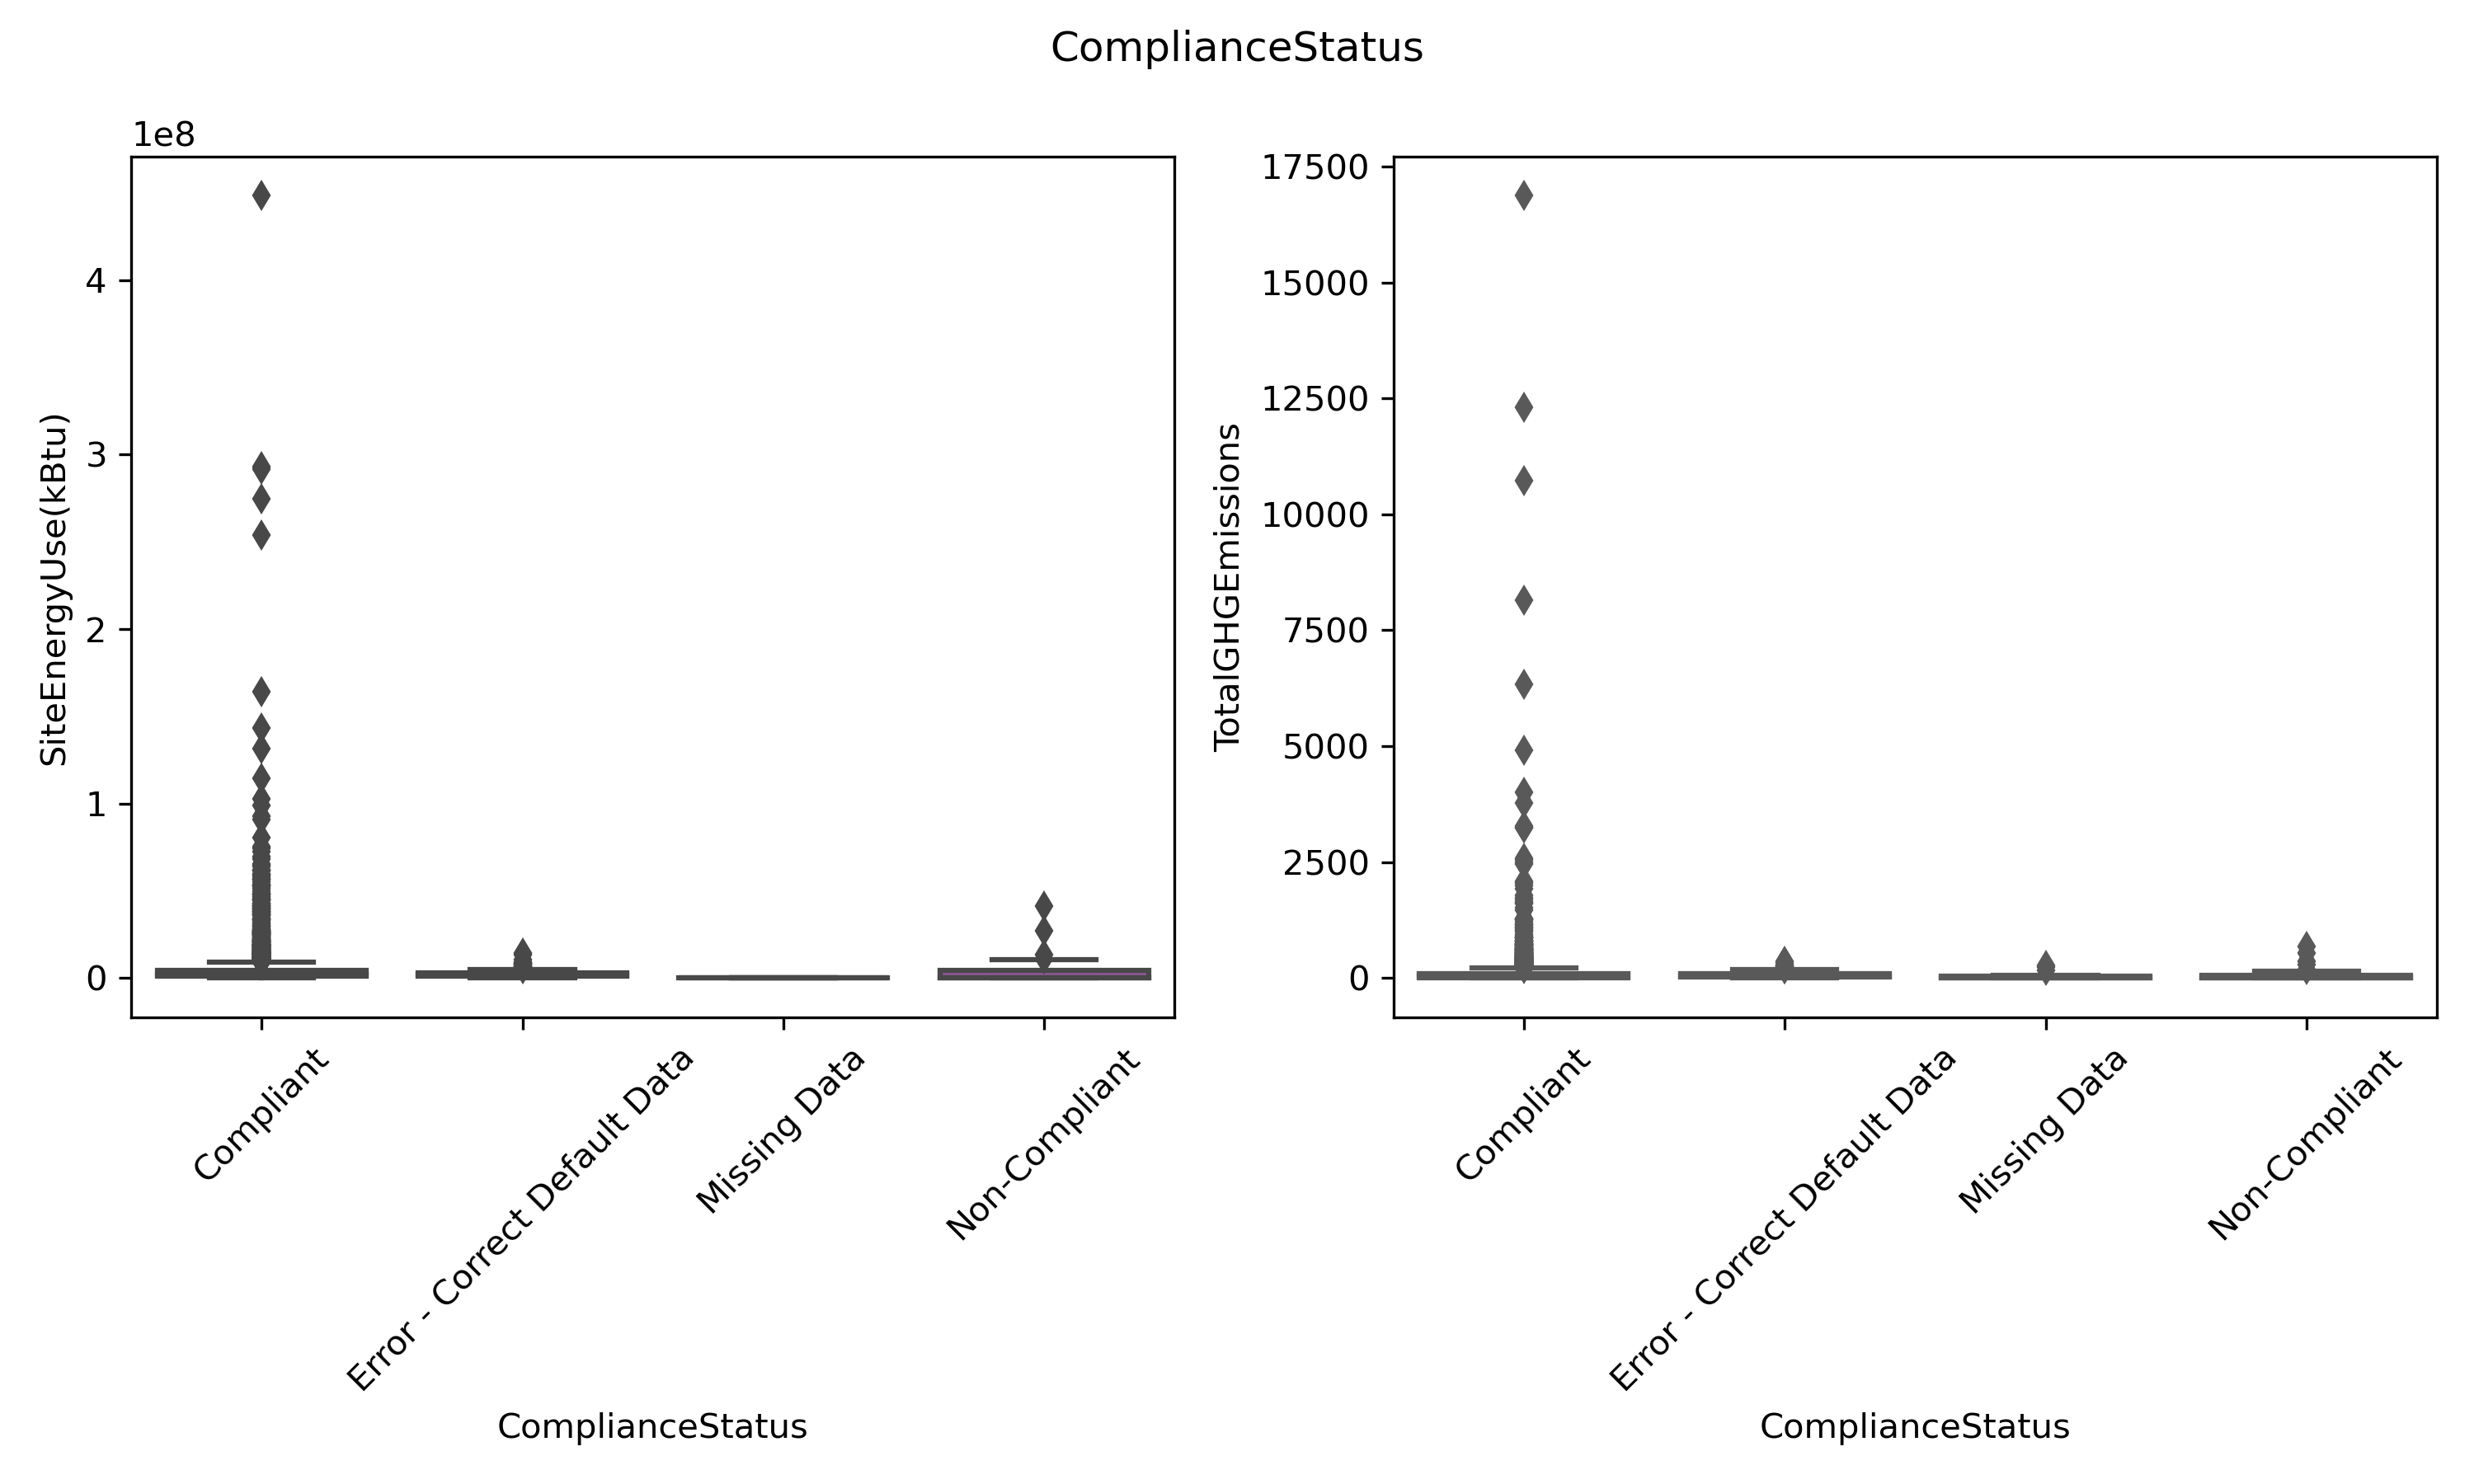 ComplianceStatus
1e8
4
3
2
1
0
SiteEnergyUse(kBtu)
Compliant
Error - Correct Default Data
Missing Data
Non-Compliant
ComplianceStatus
17500
15000
12500
10000
7500
5000
2500
0
TotalGHGEmissions
Compliant
Error - Correct Default Data
Missing Data
Non-Compliant
ComplianceStatus